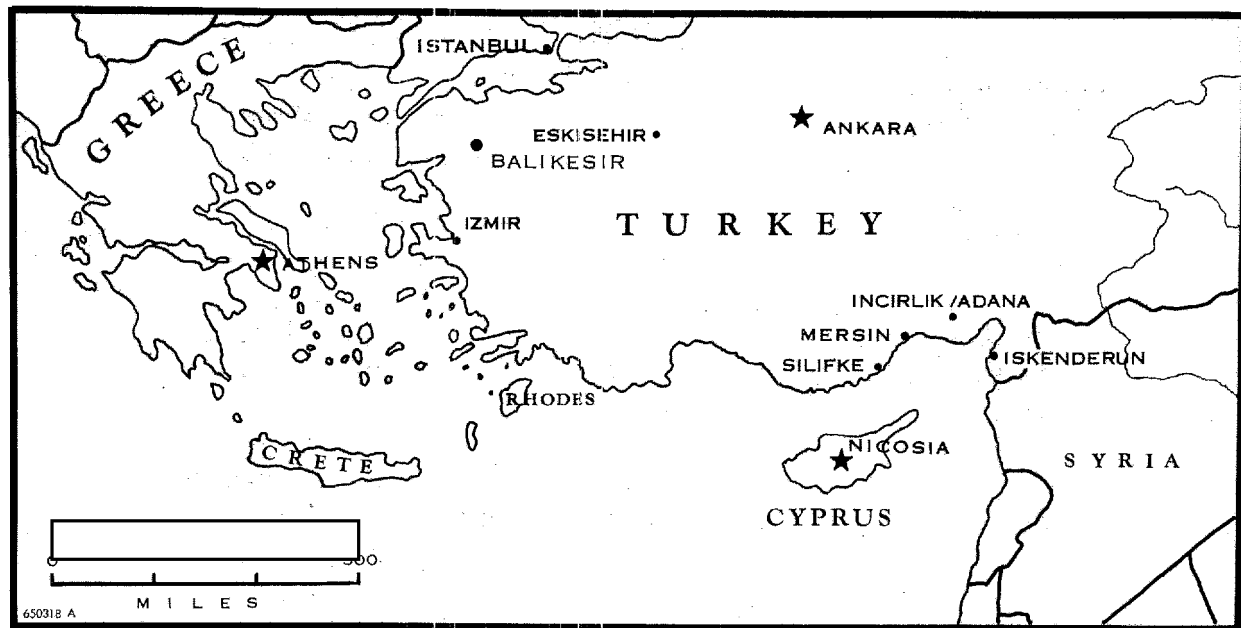 ISTANBUL
GREECE
ANKARA
ESKISEHIR
BALIKESIR
TURKEY
IZMIR
ATHENS
INCIRLIK/ADANA
MERSIN
SILIFKE
ISKENDERUN
RHODES
NICOSIA
CRETE
SYRIA
CYPRUS
MILES
650318 A